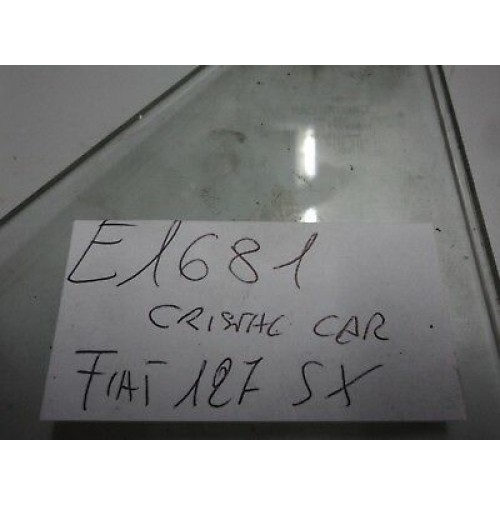 E1681
CRISTAL CAR
FIAT 127 SX